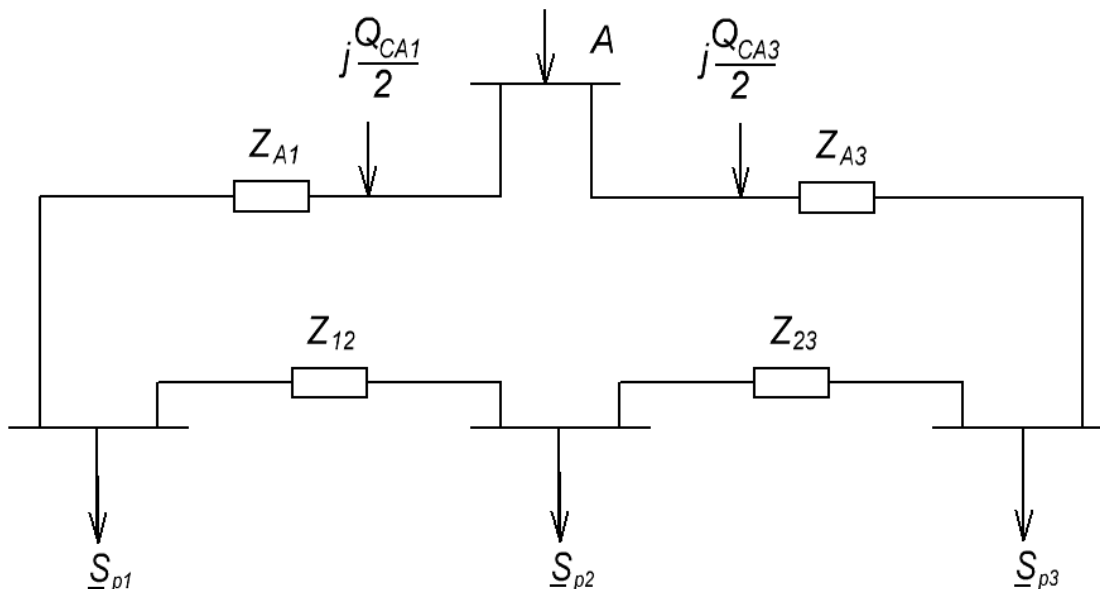 j Q_CA1/2
A
j Q_CA3/2
Z_A1
Z_A3
Z_12
Z_23
S_p1
S_p2
S_p3